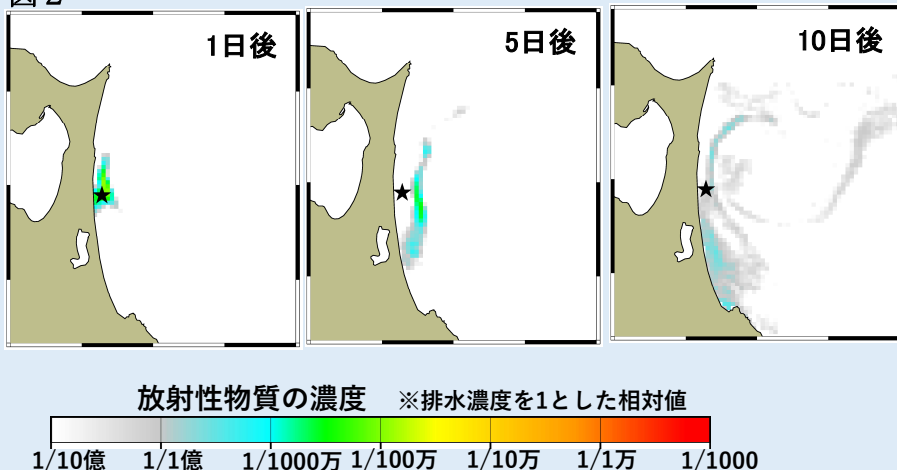 図2
1日後
5日後
10日後
放射性物質の濃度 ※排水濃度を1とした相対値
1/10億 1/1億 1/1000万 1/100万 1/10万 1/1万 1/1000